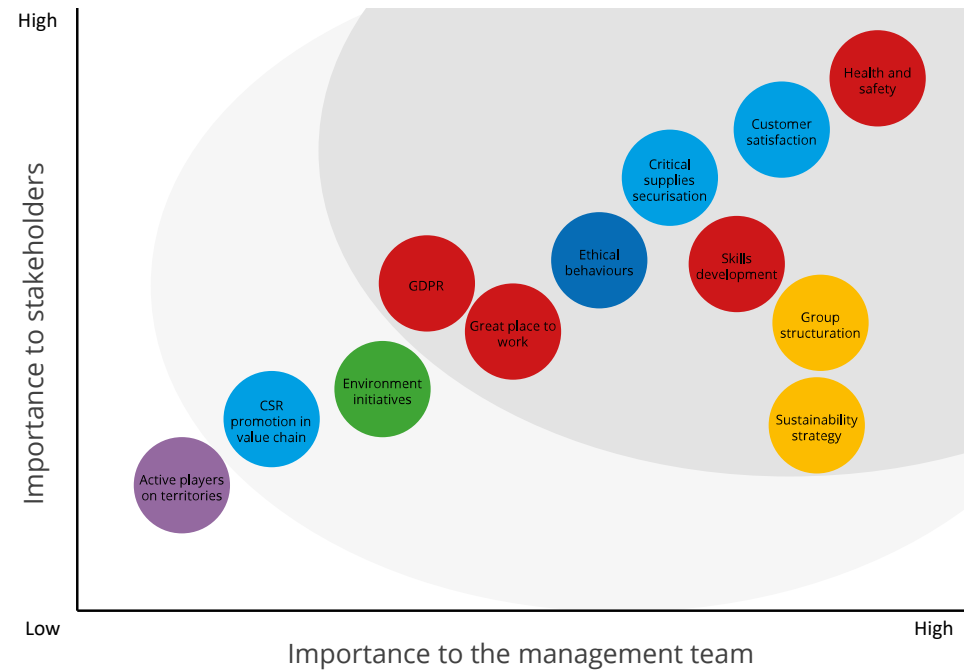 High
Importance to stakeholders
Health and
safety
Customer
satisfaction
Critical
supplies
securisation
Ethical
behaviours
Skills
development
GDPR
Great place to
work
Group
structuration
Environment
initiatives
CSR
promotion in
value chain
Sustainability
strategy
Active players
on territories
Low
High
Importance to the management team